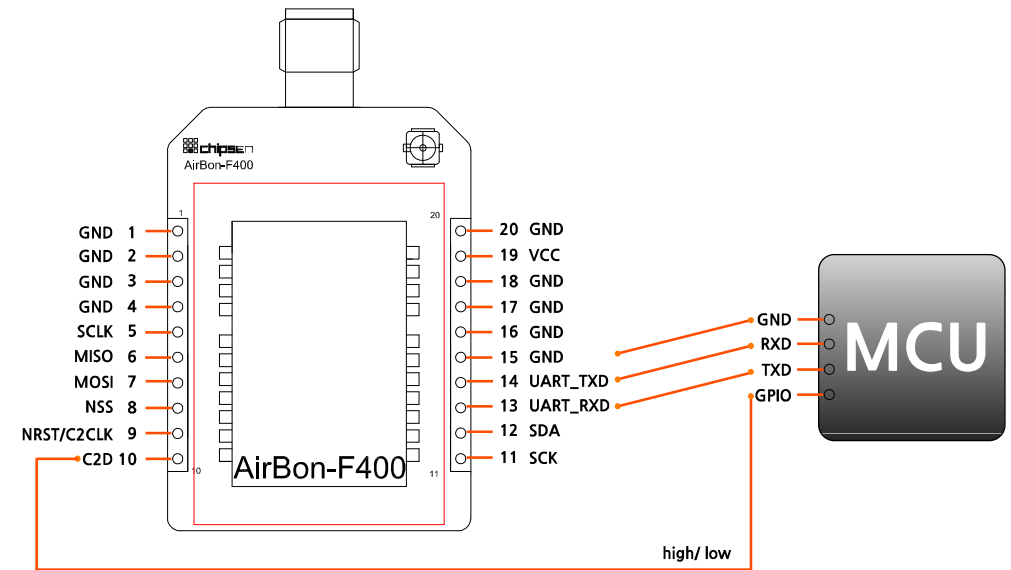 chipsen
AirBon-F400
1
20
GND 1
GND 2
GND 3
GND 4
SCLK 5
MISO 6
MOSI 7
NSS 8
NRST/C2CLK 9
C2D 10
10
AirBon-F400
11
20 GND
19 VCC
18 GND
17 GND
16 GND
15 GND
14 UART_TXD
13 UART_RXD
12 SDA
11 SCK
GND
RXD
TXD
GPIO
MCU
high/ low